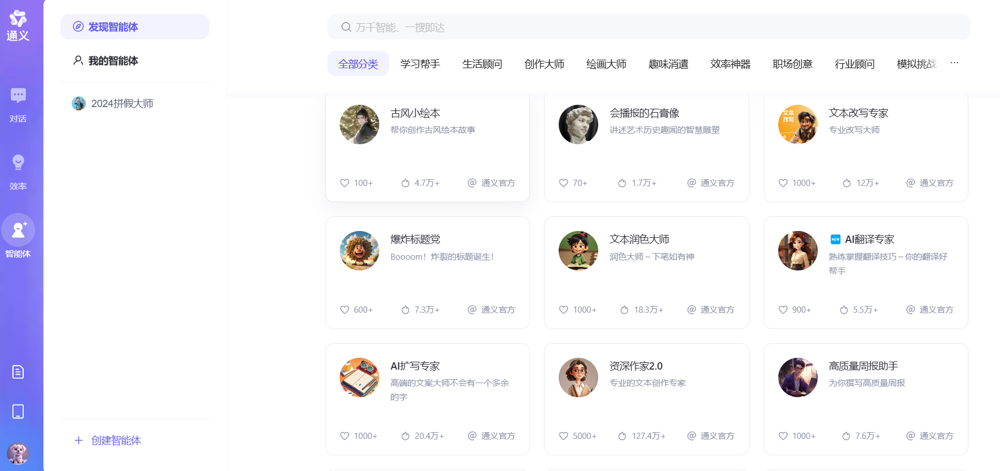 通义
对话
效率
智能体
发现智能体
我的智能体
2024拼假大师
创建智能体
万千智能、一搜即达
全部分类 学习帮手 生活顾问 创作大师 绘画大师 趣味消遣 效率神器 职场创意 行业顾问 模拟挑战 ···
古风小绘本
帮你创作古风绘本故事
100+ 4.7万+ @ 通义官方
会播报的石膏像
讲述艺术历史趣闻的智慧雕塑
70+ 1.7万+ @ 通义官方
文本
改写
文本改写专家
专业改写大师
1000+ 12万+ @ 通义官方
爆炸标题党
Boooom！炸裂的标题诞生！
600+ 7.3万+ @ 通义官方
文本润色大师
润色大师～下笔如有神
1000+ 18.3万+ @ 通义官方
NEW AI翻译专家
熟练掌握翻译技巧～你的翻译好
帮手
900+ 5.5万+ @ 通义官方
AI扩写专家
高端的文案大师不会有一个多余
的字
1000+ 20.4万+ @ 通义官方
资深作家2.0
专业的文本创作专家
5000+ 127.4万+ @ 通义官方
高质量周报助手
为你撰写高质量周报
1000+ 7.6万+ @ 通义官方